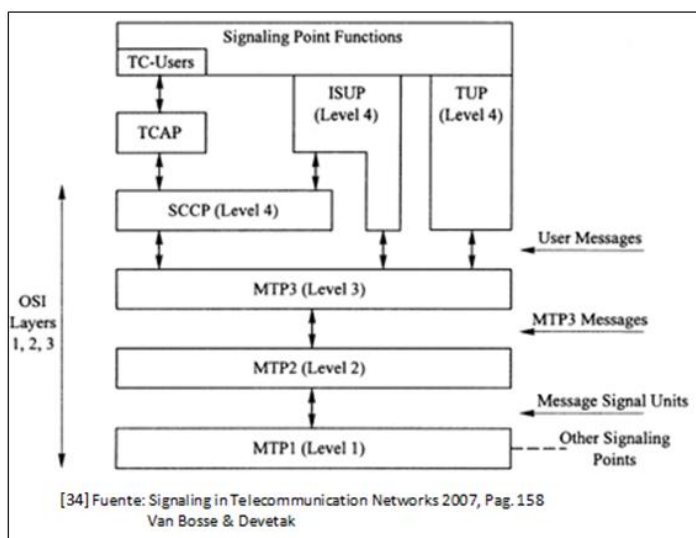 Signaling Point Functions
TC-Users
ISUP
(Level 4)
TUP
(Level 4)
TCAP
SCCP (Level 4)
User Messages
MTP3 (Level 3)
OSI
Layers
1, 2, 3
MTP3 Messages
MTP2 (Level 2)
Message Signal Units
MTP1 (Level 1)
Other Signaling
Points
[34] Fuente: Signaling in Telecommunication Networks 2007, Pag. 158
Van Bosse & Devetak